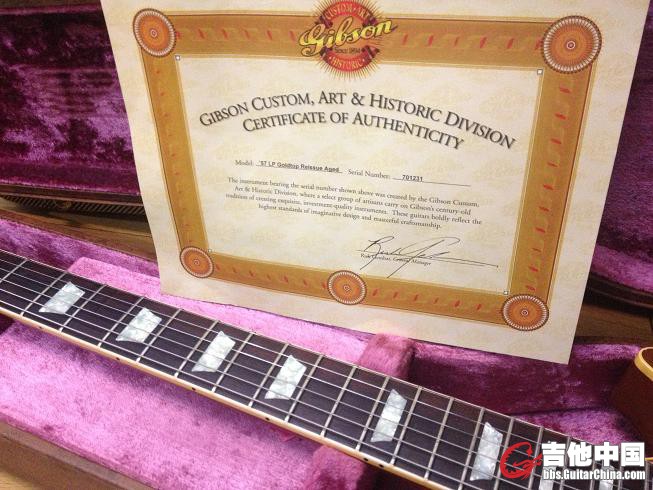 CUSTOM · ART
Gibson
SINCE 1894
HISTORIC
GIBSON CUSTOM, ART & HISTORIC DIVISION
CERTIFICATE OF AUTHENTICITY
Model: '57 LP Goldtop Reissue Aged Serial Number: 701231
The instrument bearing the serial number shown above was created by the Gibson Custom,
Art & Historic Division, where a select group of artisans carry on Gibson's century-old
tradition of creating exquisite, investment-quality instruments. These guitars boldly reflect the
highest standards of imaginative design and masterful craftsmanship.
Rick Gembar, General Manager
吉他中国
bbs.GuitarChina.com